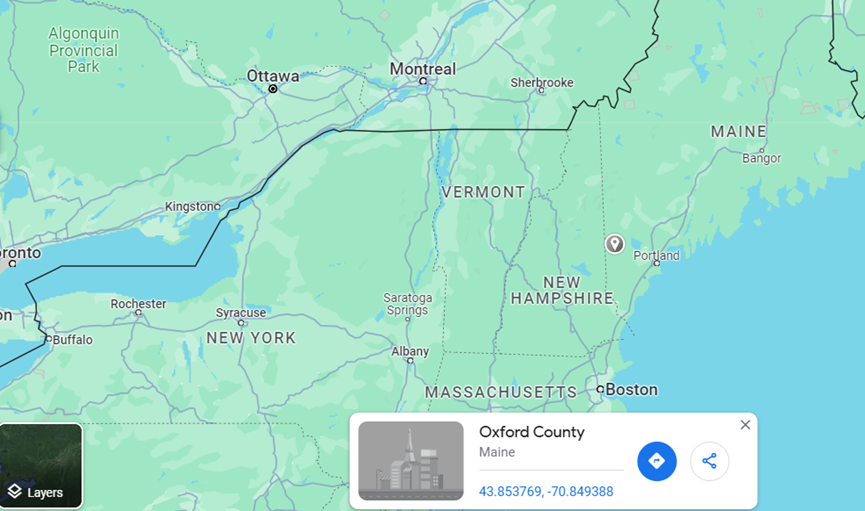 Algonquin
Provincial
Park
Ottawa
Montreal
Sherbrooke
MAINE
Bangor
VERMONT
Kingston
ronto
Portland
NEW
HAMPSHIRE
Saratoga
Springs
Rochester
Syracuse
on
Buffalo
NEW YORK
Albany
MASSACHUSETTS
Boston
Oxford County
Maine
43.853769, -70.849388
Layers